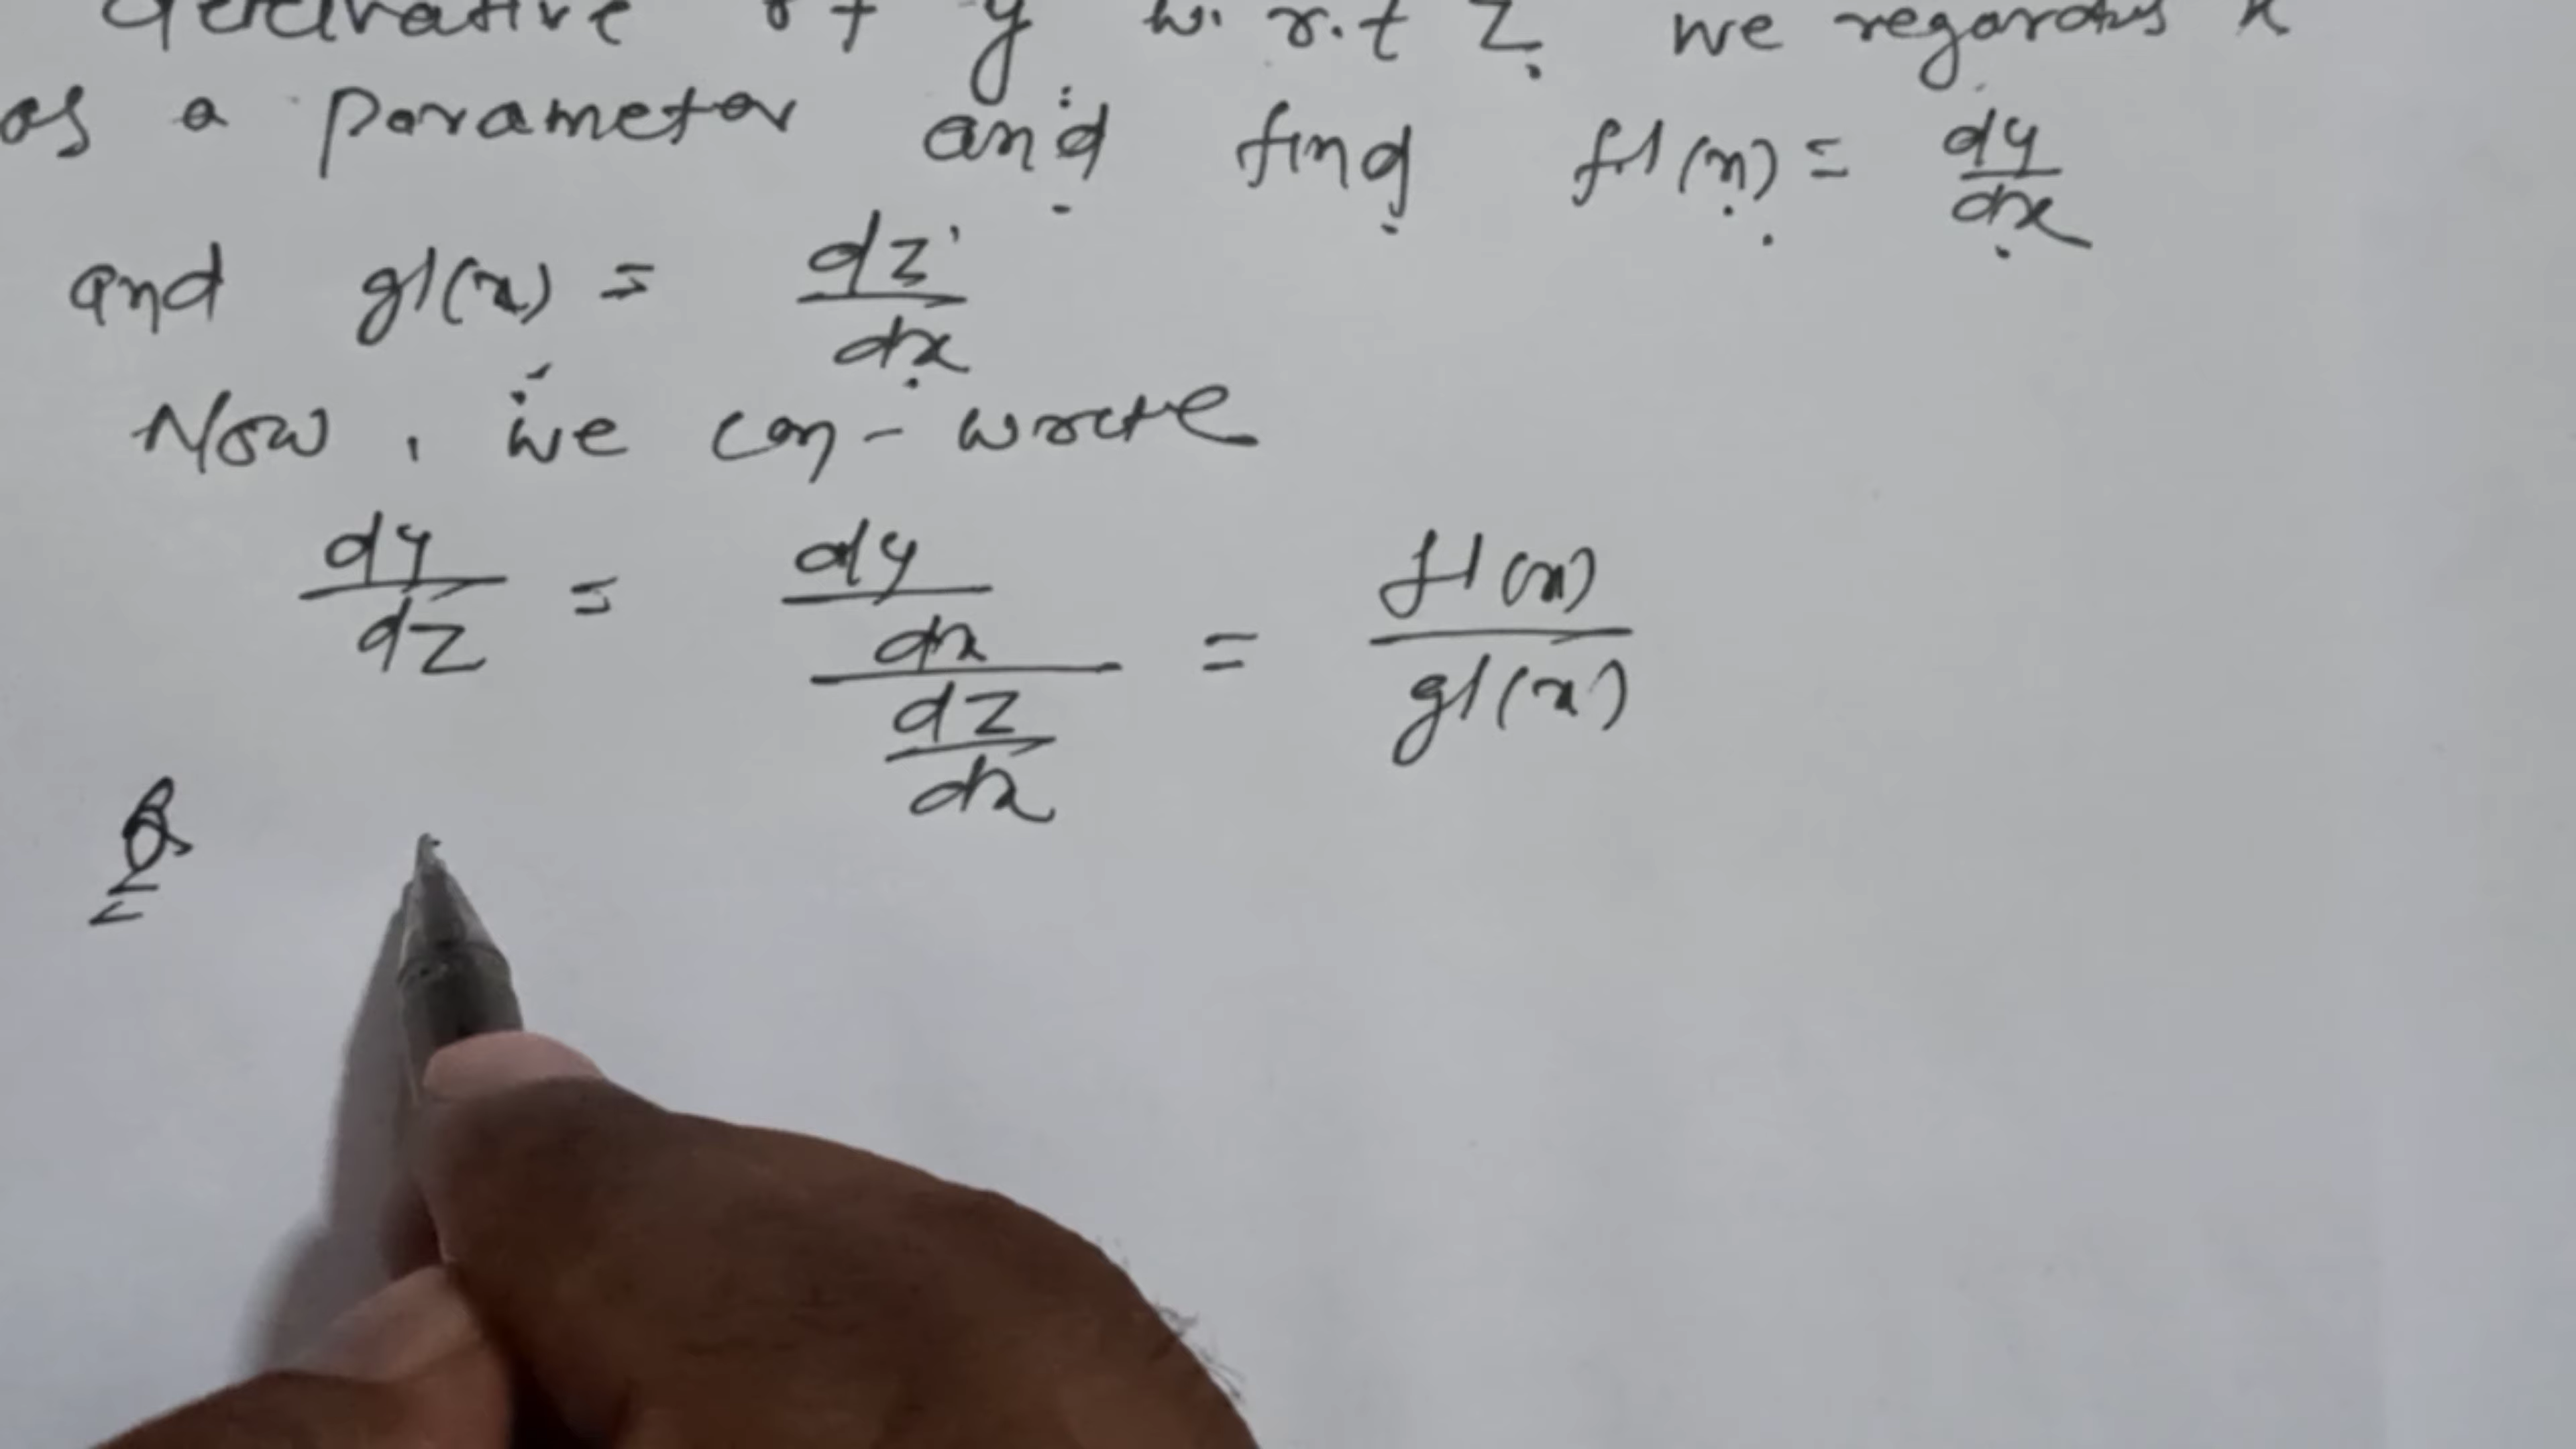 derivative of y w.r.t z. we regards x
as a parameter and find f'(x) = dy/dx
and g'(x) = dz/dx
Now, we can write
dy/dz = (dy/dx)/(dz/dx) = f'(x)/g'(x)
Q